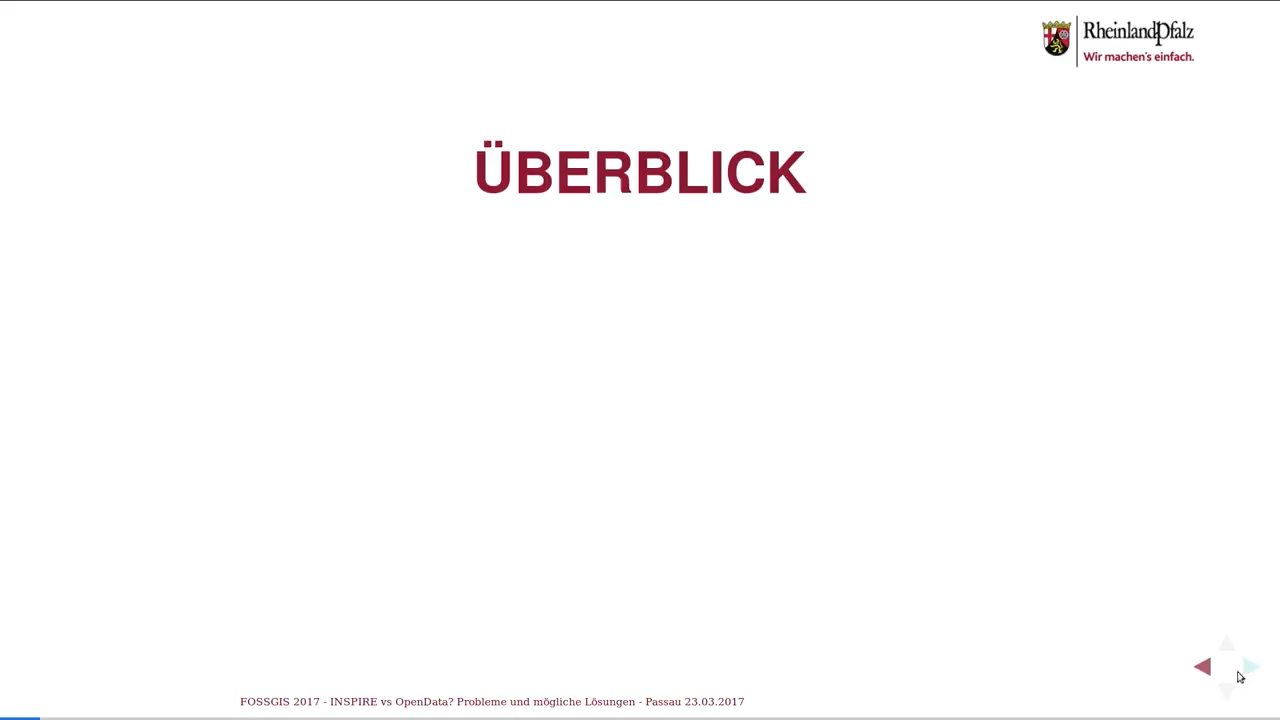 RheinlandPfalz
Wir machen's einfach.
ÜBERBLICK
FOSSGIS 2017 - INSPIRE vs OpenData? Probleme und mögliche Lösungen - Passau 23.03.2017